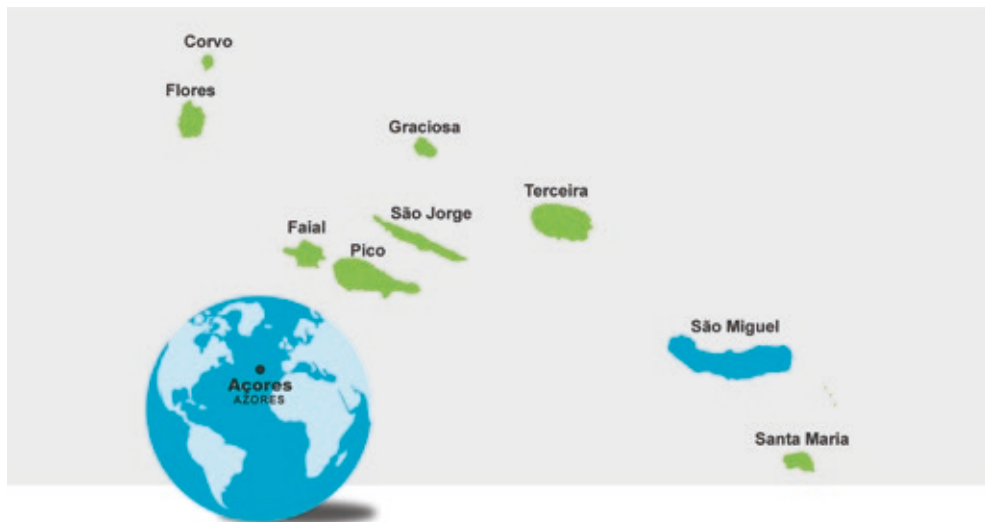 Corvo
Flores
Graciosa
Terceira
São Jorge
Faial
Pico
São Miguel
Açores
AZORES
Santa Maria